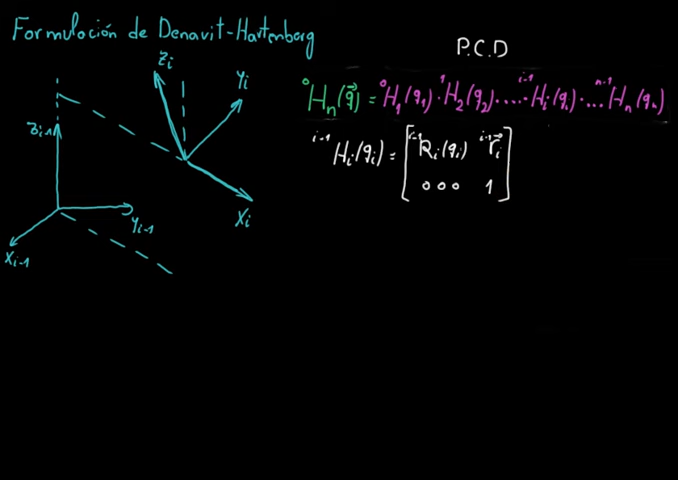 Formulación de Denavit-Hartenberg
P.C.D
⁰Hₙ(q⃗) = ⁰H₁(q₁)·¹H₂(q₂)·....·ⁱ⁻¹Hᵢ(qᵢ)·...ⁿ⁻¹Hₙ(qₙ)
ⁱ⁻¹Hᵢ(qᵢ) = [ ⁱ⁻¹Rᵢ(qᵢ) ⁱ⁻¹r⃗ᵢ
0 0 0 1 ]
zᵢ
yᵢ
zᵢ₋₁
xᵢ
yᵢ₋₁
xᵢ₋₁